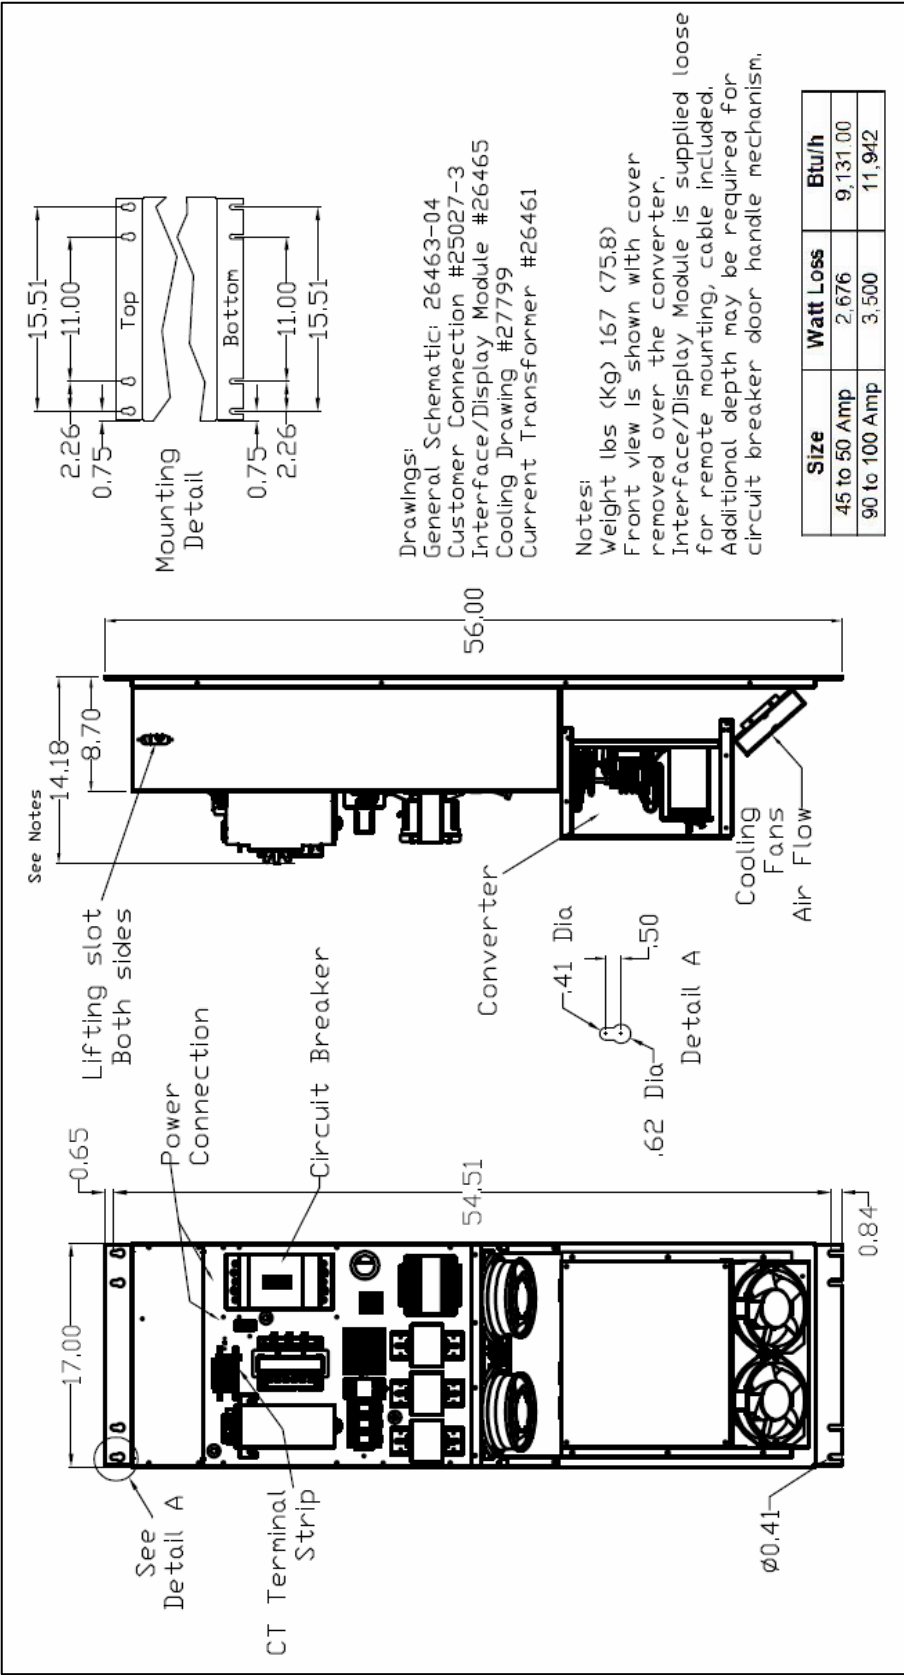 See
Detail A
CT Terminal
Strip
17.00
0.65
Power
Connection
Circuit Breaker
54.51
0.84
ø0.41
Lifting slot
Both sides
See Notes
14.18
8.70
56.00
Converter
Cooling
Fans
Air Flow
.41 Dia
.50
.62 Dia
Detail A
Mounting
Detail
15.51
11.00
2.26
0.75
Top
Bottom
0.75
2.26
11.00
15.51
Drawings:
General Schematic: 26463-04
Customer Connection #25027-3
Interface/Display Module #26465
Cooling Drawing #27799
Current Transformer #26461
Notes:
Weight lbs (Kg) 167 (75.8)
Front view is shown with cover
removed over the converter.
Interface/Display Module is supplied loose
for remote mounting, cable included.
Additional depth may be required for
circuit breaker door handle mechanism.
Size Watt Loss Btu/h
45 to 50 Amp 2,676 9,131.00
90 to 100 Amp 3,500 11,942